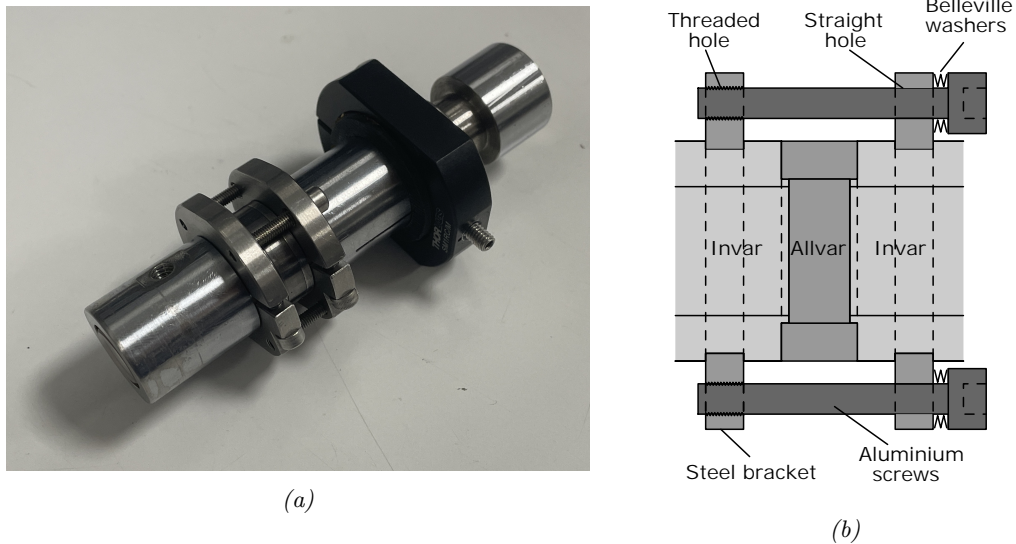 Threaded
hole
Straight
hole
Belleville
washers
Invar
Allvar
Invar
Steel bracket
Aluminium
screws
(a)
(b)